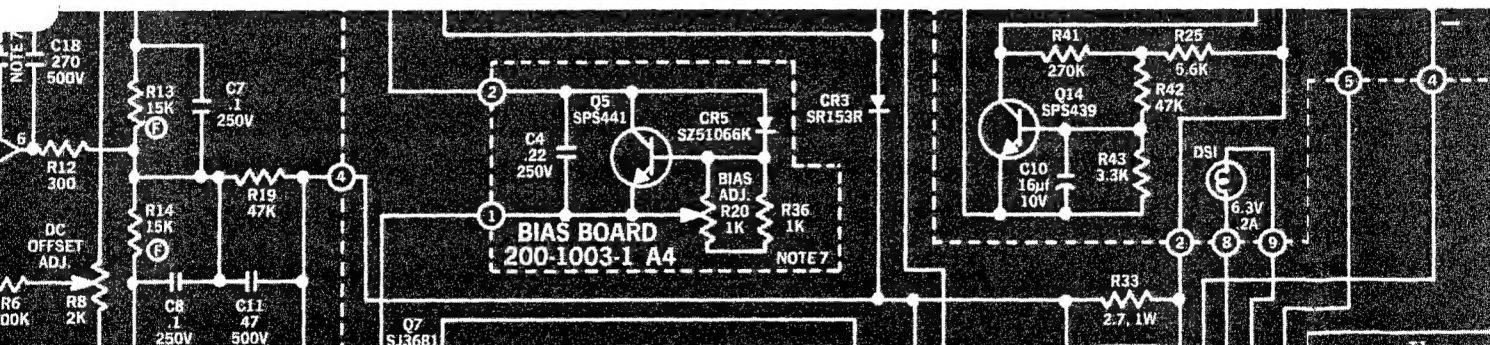 NOTE 7
C18
270
500V
R13
15K
F
C7
.1
250V
6
R12
300
R19
47K
4
R14
15K
F
DC
OFFSET
ADJ.
R6
00K
R8
2K
C8
.1
250V
C11
47
500V
2
Q5
SPS441
CR5
SZ51066K
C4
.22
250V
BIAS
ADJ.
R20
1K
R36
1K
1
BIAS BOARD
200-1003-1 A4
NOTE 7
Q7
SJ3681
CR3
SR153R
R41
270K
R25
5.6K
Q14
SPS439
R42
47K
C10
16µf
10V
R43
3.3K
DS1
6.3V
.2A
2
8
9
5
4
R33
2.7, 1W